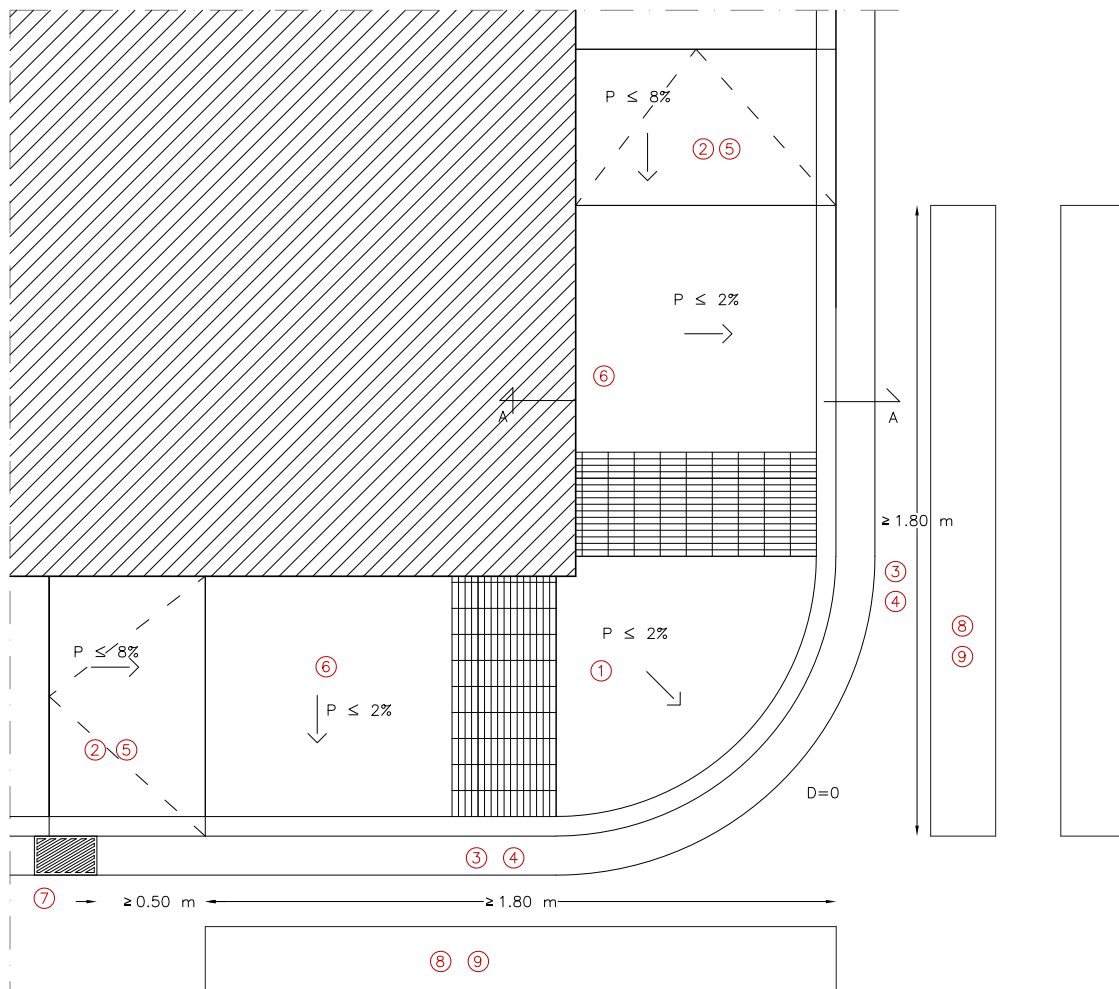 P ≤ 8%
2 5
P ≤ 2%
6
A A
≥1.80 m
3
4
P ≤ 2%
1
8
9
P ≤ 8%
6
P ≤ 2%
2 5
D=0
3 4
7 ≥0.50 m ≥1.80 m
8 9